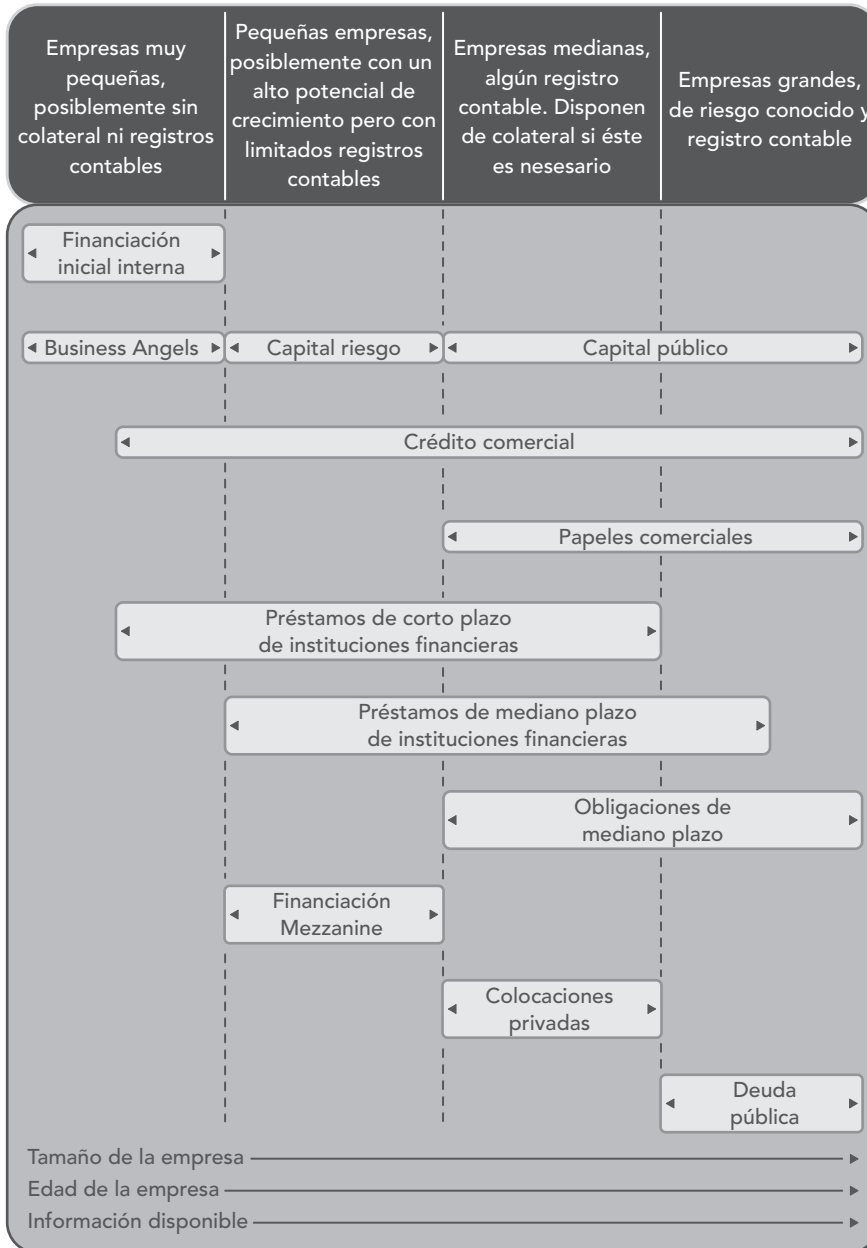 Empresas muy
pequeñas,
posiblemente sin
colateral ni registros
contables
Pequeñas empresas,
posiblemente con un
alto potencial de
crecimiento pero con
limitados registros
contables
Empresas medianas,
algún registro
contable. Disponen
de colateral si éste
es nesesario
Empresas grandes,
de riesgo conocido y
registro contable
Financiación
inicial interna
Business Angels
Capital riesgo
Capital público
Crédito comercial
Papeles comerciales
Préstamos de corto plazo
de instituciones financieras
Préstamos de mediano plazo
de instituciones financieras
Obligaciones de
mediano plazo
Financiación
Mezzanine
Colocaciones
privadas
Deuda
pública
Tamaño de la empresa
Edad de la empresa
Información disponible